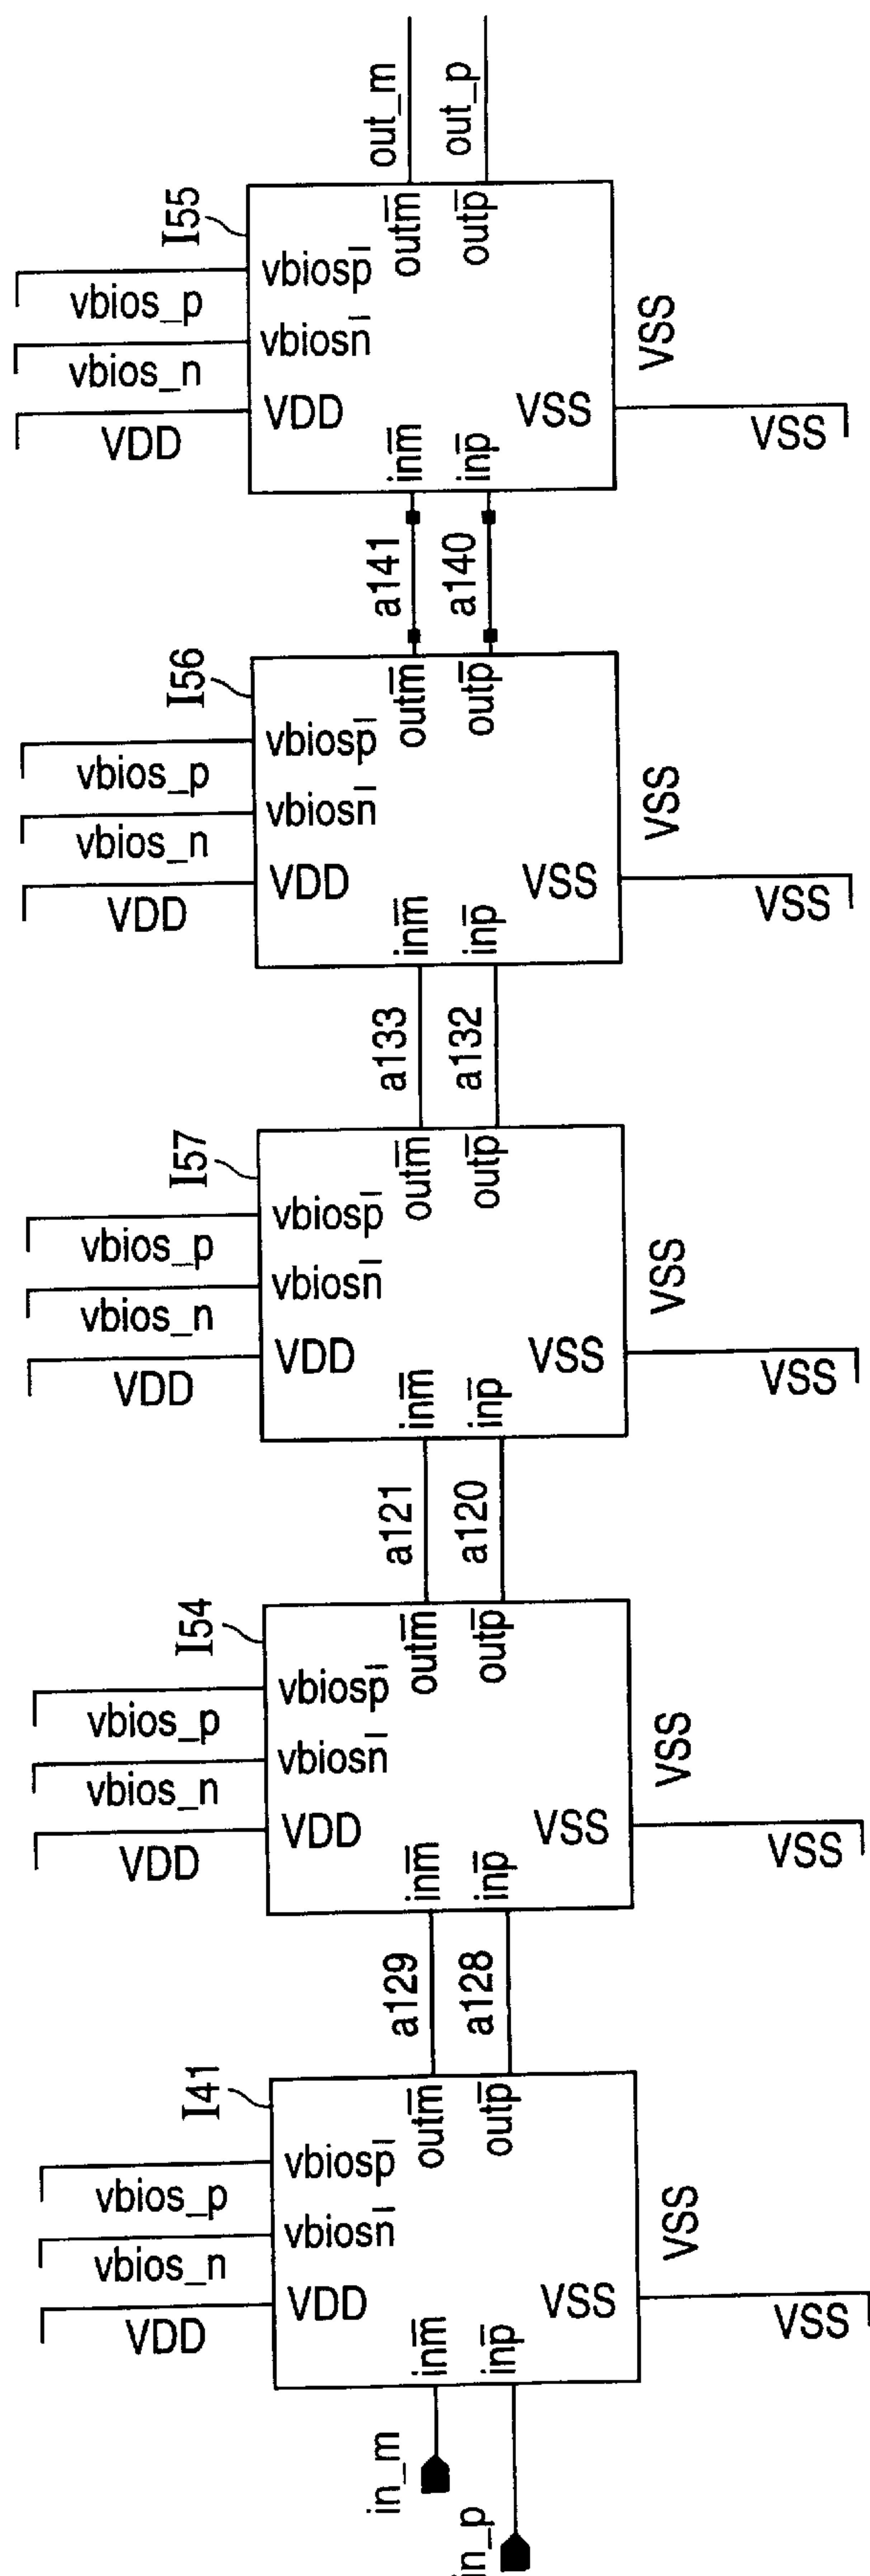 out_m
out_p
I55
vbios_p
vbiosp̅
outm̅
outp̅
vbios_n
vbiosn̅
VSS
VDD
VDD
VSS
VSS
inm̅
inp̅
a141
a140
I56
vbios_p
vbiosp̅
outm̅
outp̅
vbios_n
vbiosn̅
VSS
VDD
VDD
VSS
VSS
inm̅
inp̅
a133
a132
I57
vbios_p
vbiosp̅
outm̅
outp̅
vbios_n
vbiosn̅
VSS
VDD
VDD
VSS
VSS
inm̅
inp̅
a121
a120
I54
vbios_p
vbiosp̅
outm̅
outp̅
vbios_n
vbiosn̅
VSS
VDD
VDD
VSS
VSS
inm̅
inp̅
a129
a128
I41
vbios_p
vbiosp̅
outm̅
outp̅
vbios_n
vbiosn̅
VSS
VDD
VDD
VSS
VSS
inm̅
inp̅
in_m
in_p